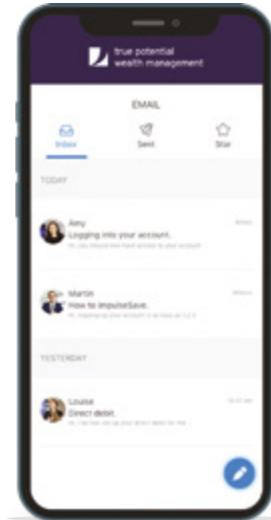 true potential
wealth management
EMAIL
Inbox
Sent
Star
TODAY
Amy
Logging into your account.
Martin
How to impulseSave.
YESTERDAY
Louise
Direct debit.